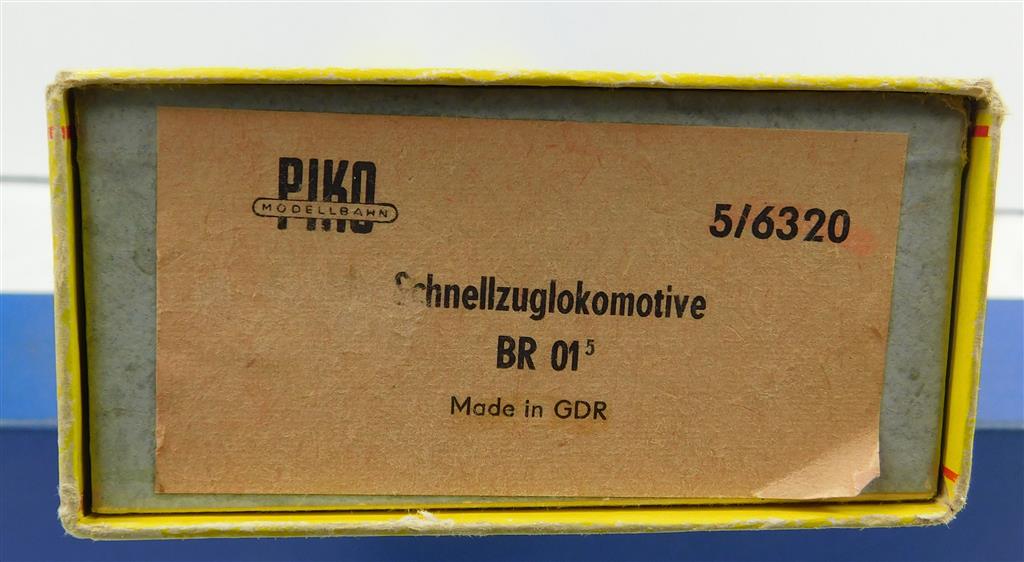 PIKO
MODELLBAHN
5/6320
Schnellzuglokomotive
BR 01⁵
Made in GDR